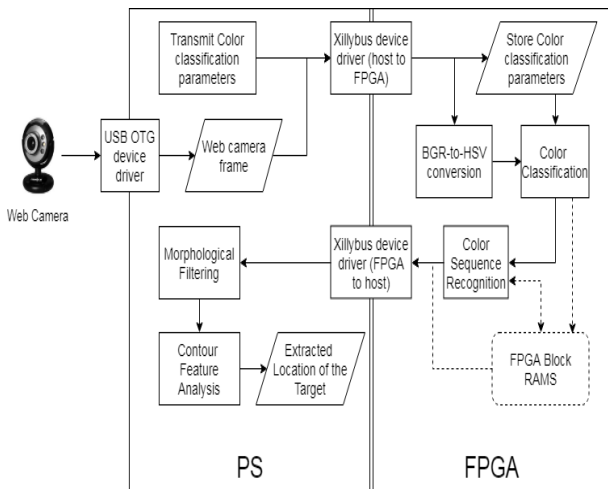 Transmit Color
classification
parameters
Xillybus device
driver (host to
FPGA)
Store Color
classification
parameters
USB OTG
device
driver
Web camera
frame
BGR-to-HSV
conversion
Color
Classification
Web Camera
Morphological
Filtering
Xillybus device
driver (FPGA
to host)
Color
Sequence
Recognition
Contour
Feature
Analysis
Extracted
Location of the
Target
FPGA Block
RAMS
PS
FPGA